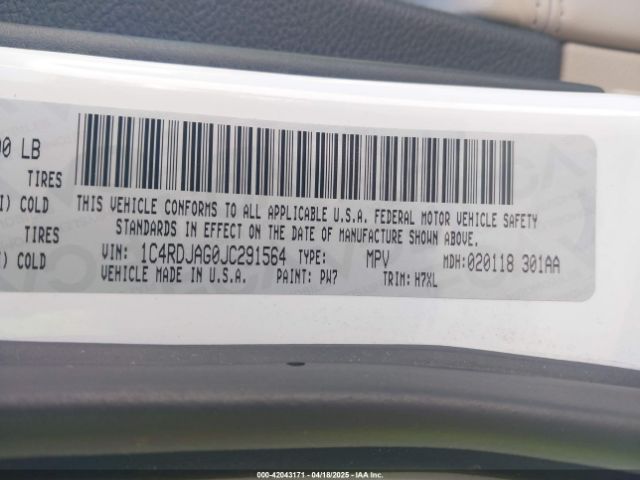 00 LB
TIRES
I) COLD
TIRES
) COLD
THIS VEHICLE CONFORMS TO ALL APPLICABLE U.S.A. FEDERAL MOTOR VEHICLE SAFETY
STANDARDS IN EFFECT ON THE DATE OF MANUFACTURE SHOWN ABOVE.
VIN: 1C4RDJAG0JC291564 TYPE: MPV MDH:020118 301AA
VEHICLE MADE IN U.S.A. PAINT: PW7 TRIM: H7XL
000-42043171 - 04/18/2025 - IAA Inc.